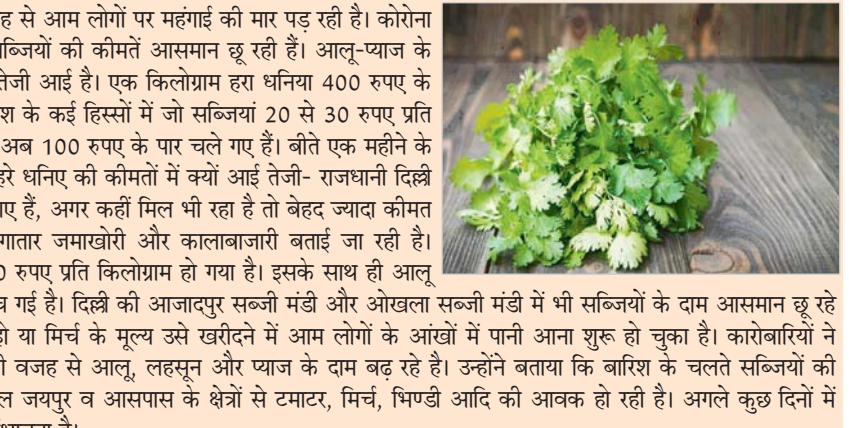 ह से आम लोगों पर महंगाई की मार पड़ रही है। कोरोना
ब्जियों की कीमतें आसमान छू रही हैं। आलू-प्याज के
तेजी आई है। एक किलोग्राम हरा धनिया 400 रुपए के
श के कई हिस्सों में जो सब्जियां 20 से 30 रुपए प्रति
अब 100 रुपए के पार चले गए हैं। बीते एक महीने के
हरे धनिए की कीमतों में क्यों आई तेजी- राजधानी दिल्ली
ए हैं, अगर कहीं मिल भी रहा है तो बेहद ज्यादा कीमत
गातार जमाखोरी और कालाबाजारी बताई जा रही है।
0 रुपए प्रति किलोग्राम हो गया है। इसके साथ ही आलू
च गई है। दिल्ली की आजादपुर सब्जी मंडी और ओखला सब्जी मंडी में भी सब्जियों के दाम आसमान छू रहे
हो या मिर्च के मूल्य उसे खरीदने में आम लोगों के आंखों में पानी आना शुरू हो चुका है। कारोबारियों ने
ी वजह से आलू, लहसून और प्याज के दाम बढ़ रहे है। उन्होंने बताया कि बारिश के चलते सब्जियों की
ल जयपुर व आसपास के क्षेत्रों से टमाटर, मिर्च, भिण्डी आदि की आवक हो रही है। अगले कुछ दिनों में